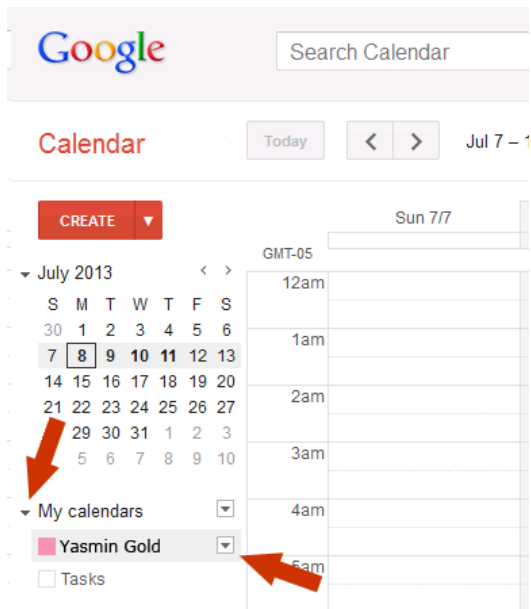 Google
Search Calendar
Calendar
Today < > Jul 7 –
CREATE
Sun 7/7
GMT-05
July 2013 < >
S M T W T F S
30 1 2 3 4 5 6
7 8 9 10 11 12 13
14 15 16 17 18 19 20
21 22 23 24 25 26 27
29 30 31 1 2 3
5 6 7 8 9 10
12am
1am
2am
3am
4am
5am
My calendars
Yasmin Gold
Tasks